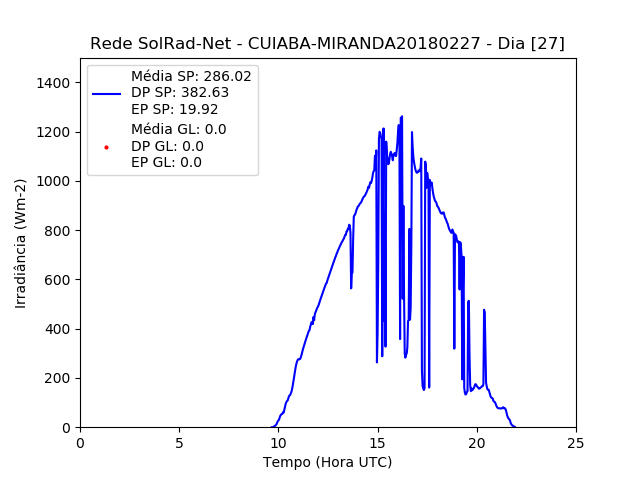 Rede SolRad-Net - CUIABA-MIRANDA20180227 - Dia [27]
Média SP: 286.02
DP SP: 382.63
EP SP: 19.92
Média GL: 0.0
DP GL: 0.0
EP GL: 0.0
Irradiância (Wm-2)
1400
1200
1000
800
600
400
200
0
0 5 10 15 20 25
Tempo (Hora UTC)